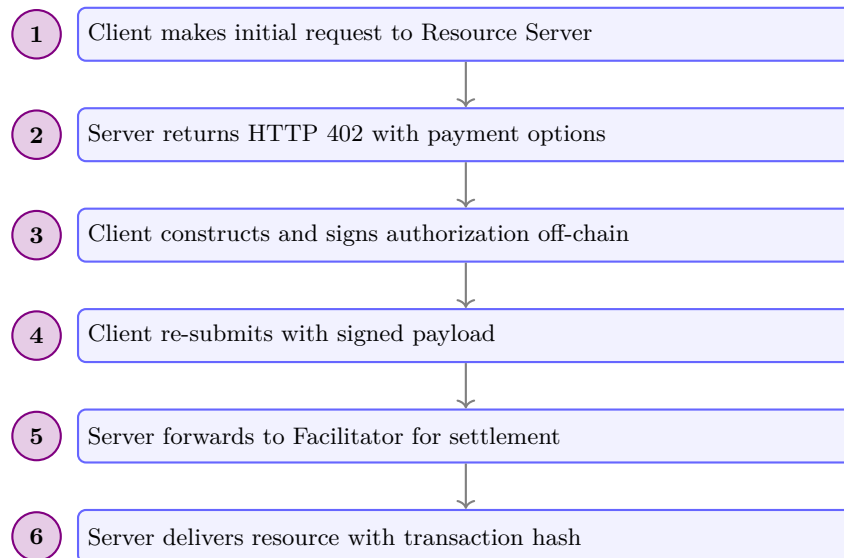 1 Client makes initial request to Resource Server
2 Server returns HTTP 402 with payment options
3 Client constructs and signs authorization off-chain
4 Client re-submits with signed payload
5 Server forwards to Facilitator for settlement
6 Server delivers resource with transaction hash